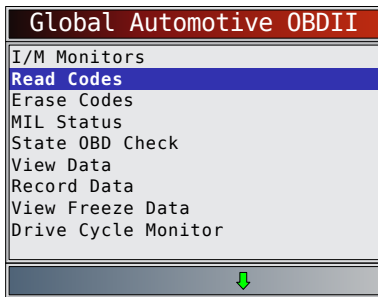 Global Automotive OBDII
I/M Monitors
Read Codes
Erase Codes
MIL Status
State OBD Check
View Data
Record Data
View Freeze Data
Drive Cycle Monitor